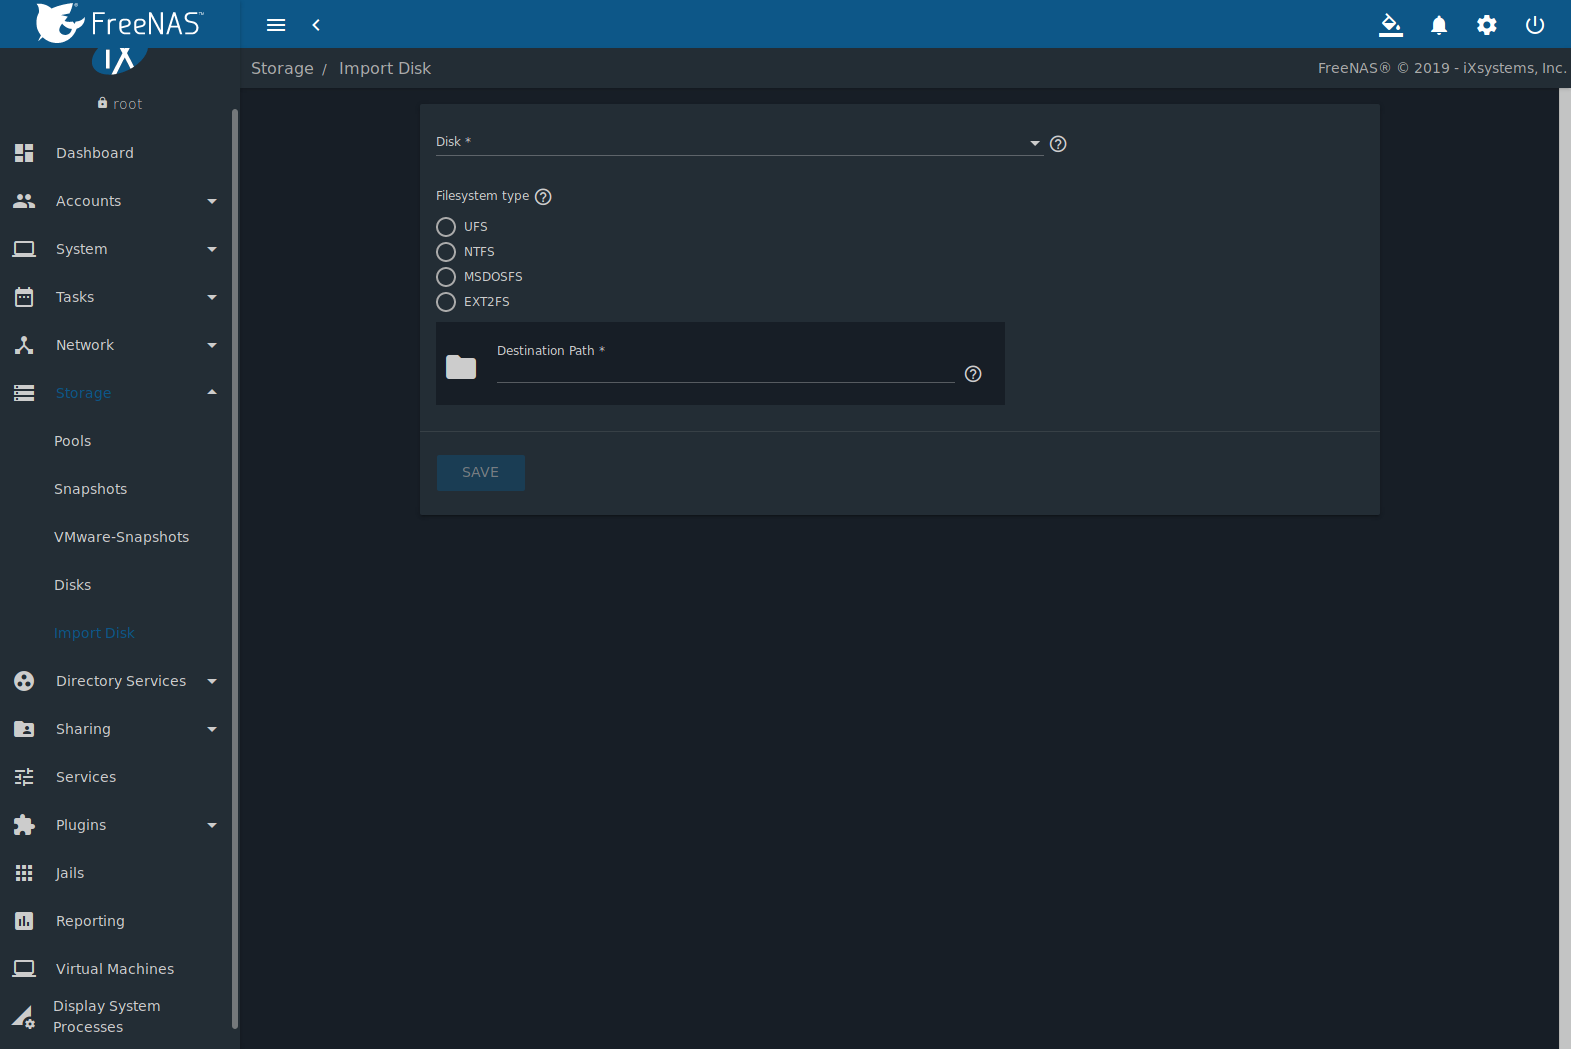 FreeNAS™
Storage / Import Disk
FreeNAS® © 2019 - iXsystems, Inc.
iX
root
Dashboard
Accounts
System
Tasks
Network
Storage
Pools
Snapshots
VMware-Snapshots
Disks
Import Disk
Directory Services
Sharing
Services
Plugins
Jails
Reporting
Virtual Machines
Display System
Processes
Disk *
Filesystem type
UFS
NTFS
MSDOSFS
EXT2FS
Destination Path *
SAVE